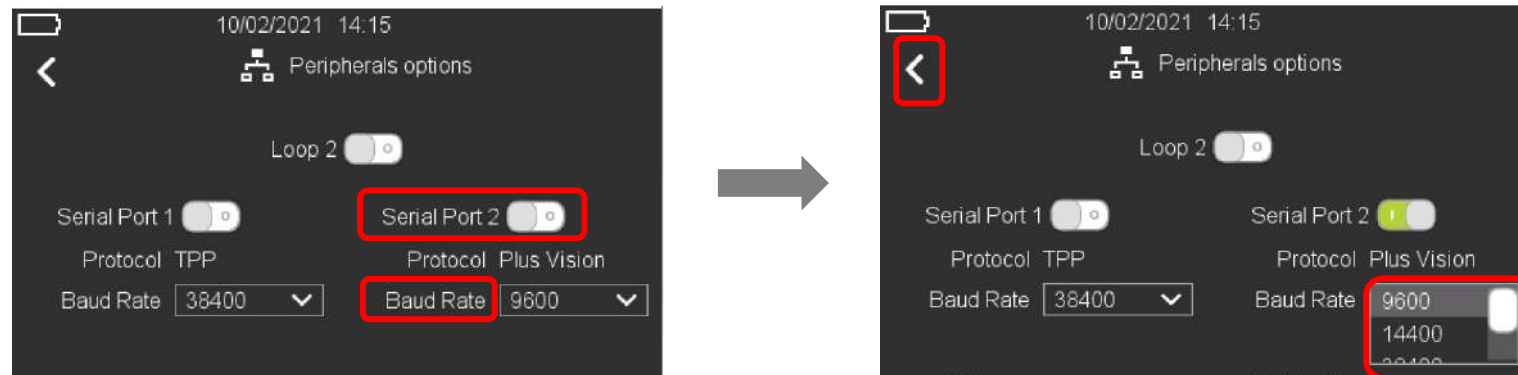 10/02/2021 14:15
Peripherals options
Loop 2
Serial Port 1
Serial Port 2
Protocol TPP
Protocol Plus Vision
Baud Rate 38400
Baud Rate 9600
10/02/2021 14:15
Peripherals options
Loop 2
Serial Port 1
Serial Port 2
Protocol TPP
Protocol Plus Vision
Baud Rate 38400
Baud Rate 9600
14400